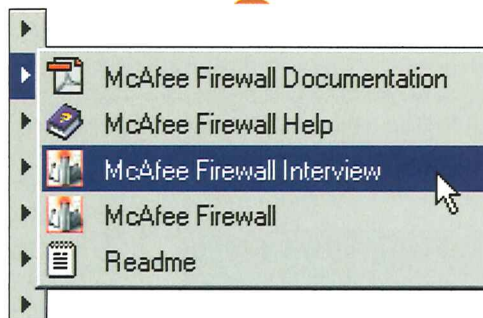 McAfee Firewall Documentation
McAfee Firewall Help
McAfee Firewall Interview
McAfee Firewall
Readme